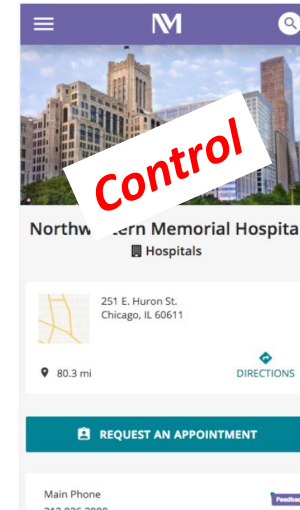 NM
Control
Northw tern Memorial Hospita
Hospitals
251 E. Huron St.
Chicago, IL 60611
80.3 mi
DIRECTIONS
REQUEST AN APPOINTMENT
Main Phone
Feedbac